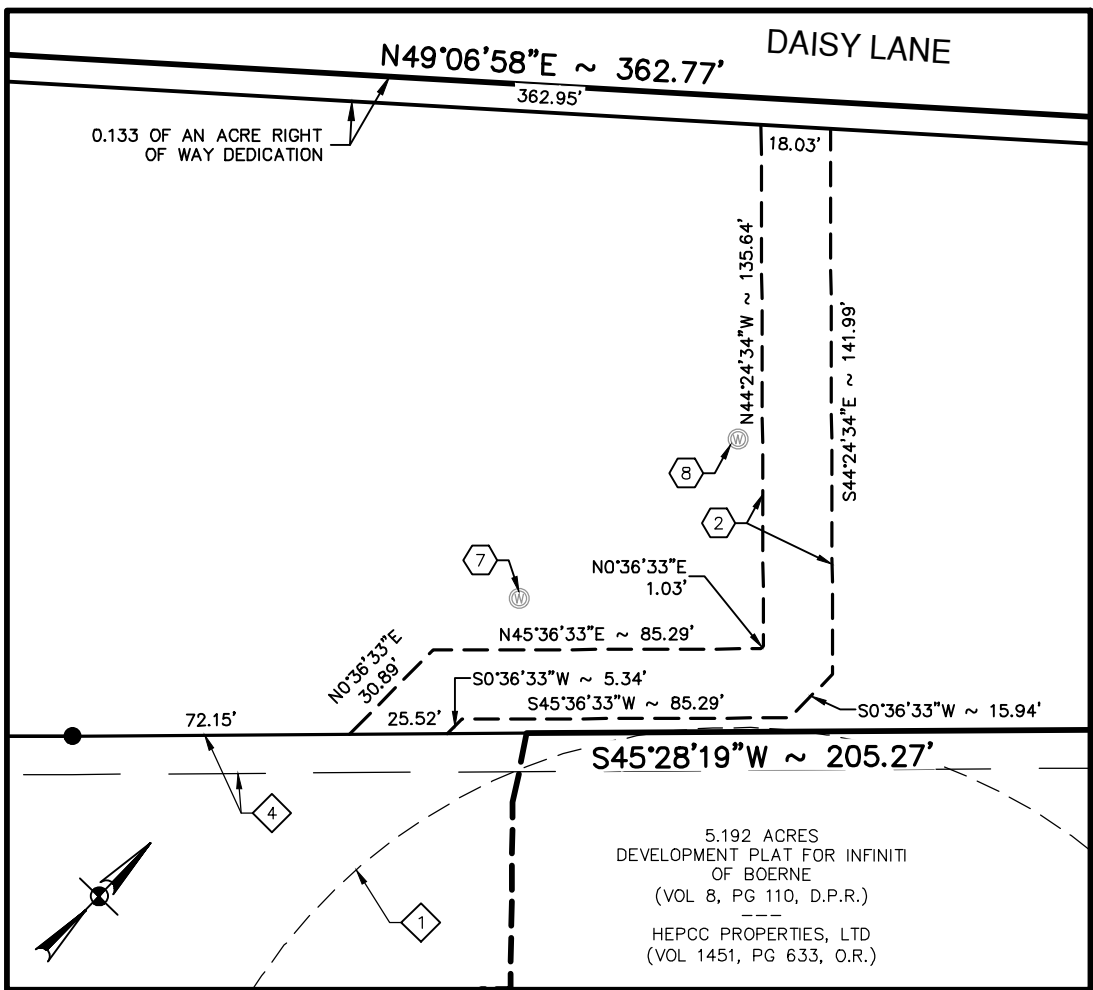 DAISY LANE
N49°06'58"E ~ 362.77'
362.95'
0.133 OF AN ACRE RIGHT
OF WAY DEDICATION
18.03'
N44°24'34"W ~ 135.64'
S44°24'34"E ~ 141.99'
W
8
2
7
W
N0°36'33"E
1.03'
N45°36'33"E ~ 85.29'
N0°36'33"E
30.89'
S0°36'33"W ~ 5.34'
S45°36'33"W ~ 85.29'
S0°36'33"W ~ 15.94'
72.15'
25.52'
S45°28'19"W ~ 205.27'
4
1
5.192 ACRES
DEVELOPMENT PLAT FOR INFINITI
OF BOERNE
(VOL 8, PG 110, D.P.R.)
---
HEPCC PROPERTIES, LTD
(VOL 1451, PG 633, O.R.)